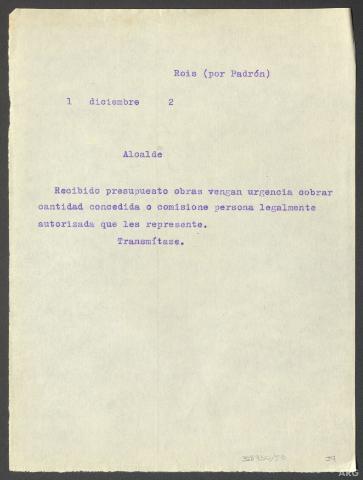 Rois (por Padrón)
1 diciembre 2
Alcalde
Recibido presupuesto obras vengan urgencia cobrar
cantidad concedida o comisione persona legalmente
autorizada que les represente.
Transmítase.
ARG